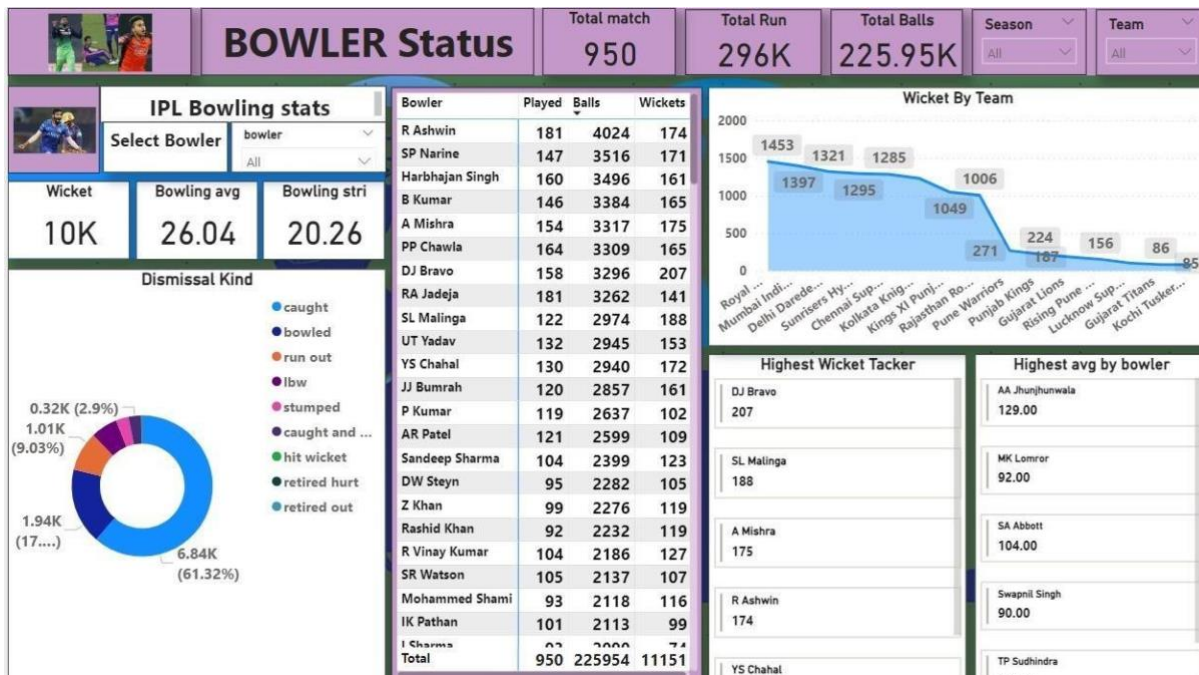 BOWLER Status
Total match
950
Total Run
296K
Total Balls
225.95K
Season
All
Team
All
IPL Bowling stats
Select Bowler
bowler
All
Wicket
10K
Bowling avg
26.04
Bowling stri
20.26
Dismissal Kind
caught
bowled
run out
lbw
stumped
caught and ...
hit wicket
retired hurt
retired out
0.32K (2.9%)
1.01K
(9.03%)
1.94K
(17....)
6.84K
(61.32%)
Bowler Played Balls Wickets
R Ashwin 181 4024 174
SP Narine 147 3516 171
Harbhajan Singh 160 3496 161
B Kumar 146 3384 165
A Mishra 154 3317 175
PP Chawla 164 3309 165
DJ Bravo 158 3296 207
RA Jadeja 181 3262 141
SL Malinga 122 2974 188
UT Yadav 132 2945 153
YS Chahal 130 2940 172
JJ Bumrah 120 2857 161
P Kumar 119 2637 102
AR Patel 121 2599 109
Sandeep Sharma 104 2399 123
DW Steyn 95 2282 105
Z Khan 99 2276 119
Rashid Khan 92 2232 119
R Vinay Kumar 104 2186 127
SR Watson 105 2137 107
Mohammed Shami 93 2118 116
IK Pathan 101 2113 99
I Sharma
Total 950 225954 11151
Wicket By Team
2000
1500
1000
500
0
1453
1397
1321
1295
1285
1049
1006
271
224
187
156
86
85
Royal ...
Mumbai Indi...
Delhi Darede...
Sunrisers Hy...
Chennai Sup...
Kolkata Knig...
Kings XI Punj...
Rajasthan Ro...
Pune Warriors
Punjab Kings
Gujarat Lions
Rising Pune ...
Lucknow Sup...
Gujarat Titans
Kochi Tusker...
Highest Wicket Tacker
DJ Bravo
207
SL Malinga
188
A Mishra
175
R Ashwin
174
YS Chahal
Highest avg by bowler
AA Jhunjhunwala
129.00
MK Lomror
92.00
SA Abbott
104.00
Swapnil Singh
90.00
TP Sudhindra